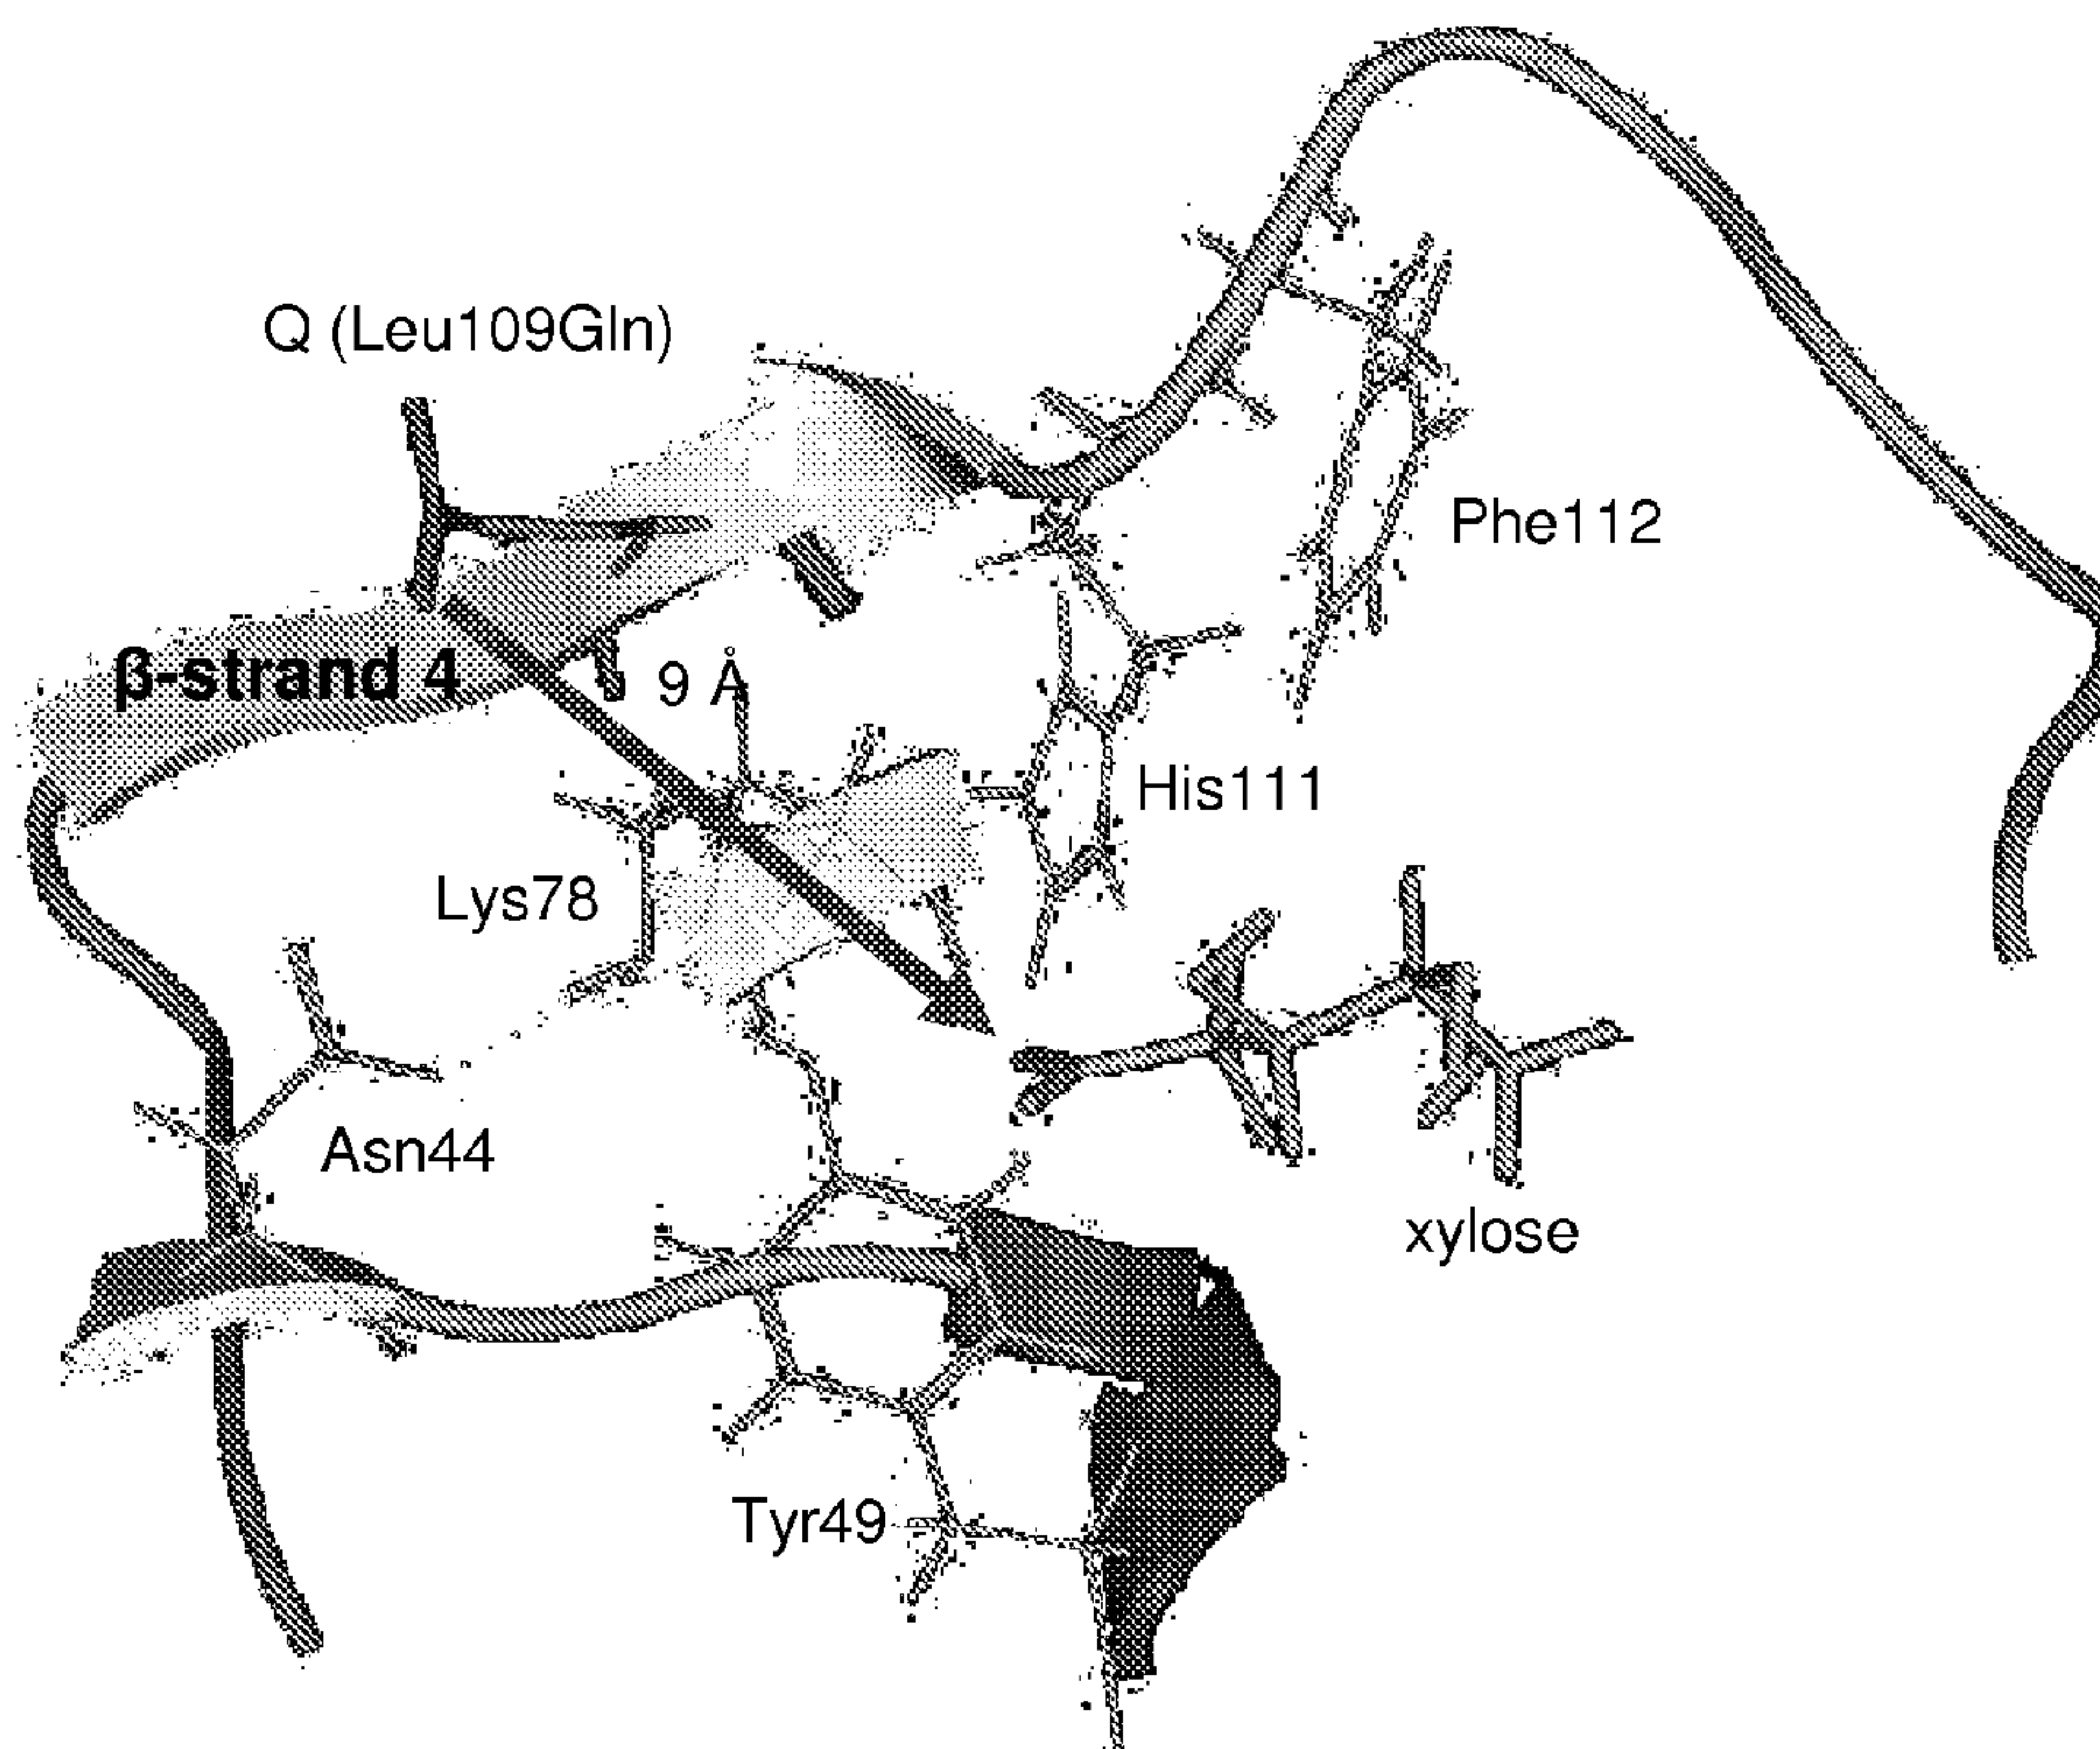 Q (Leu109Gln)
Phe112
β-strand 4
9 Å
His111
Lys78
Asn44
xylose
Tyr49